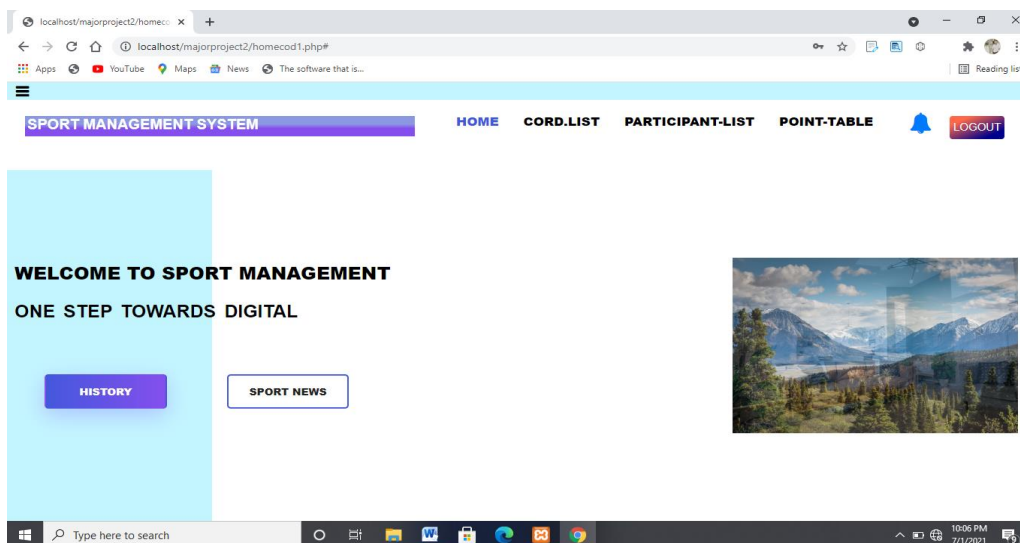 localhost/majorproject2/homeco
localhost/majorproject2/homecod1.php#
Apps YouTube Maps News The software that is... Reading list
SPORT MANAGEMENT SYSTEM HOME CORD.LIST PARTICIPANT-LIST POINT-TABLE LOGOUT
WELCOME TO SPORT MANAGEMENT
ONE STEP TOWARDS DIGITAL
HISTORY SPORT NEWS
Type here to search 10:06 PM
7/1/2021